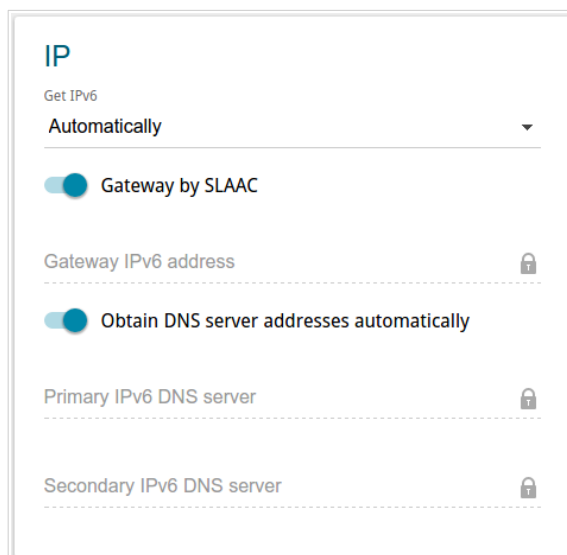 IP
Get IPv6
Automatically
Gateway by SLAAC
Gateway IPv6 address
Obtain DNS server addresses automatically
Primary IPv6 DNS server
Secondary IPv6 DNS server